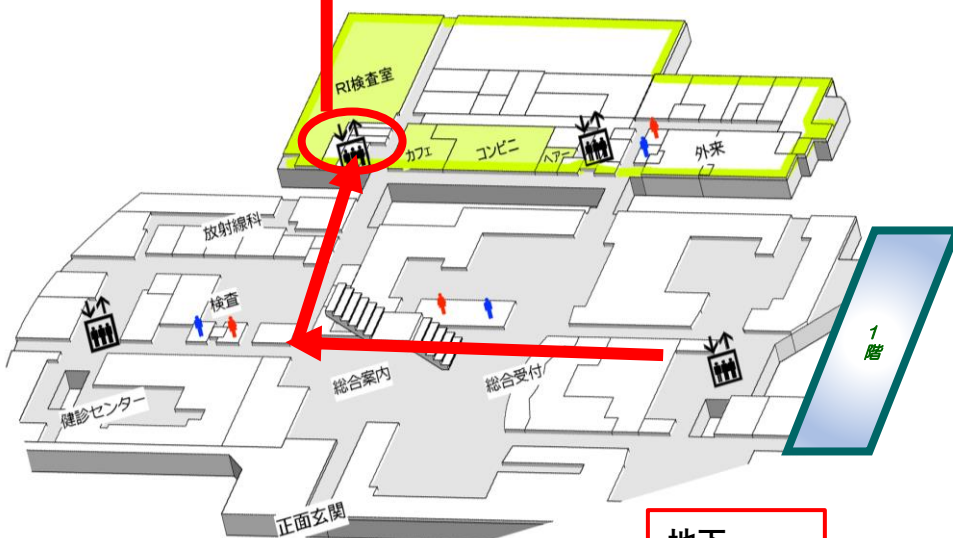 RI検査室
カフェ
コンビニ
ヘアー
外来
放射線科
検査
1
階
総合案内
総合受付
健診センター
正面玄関